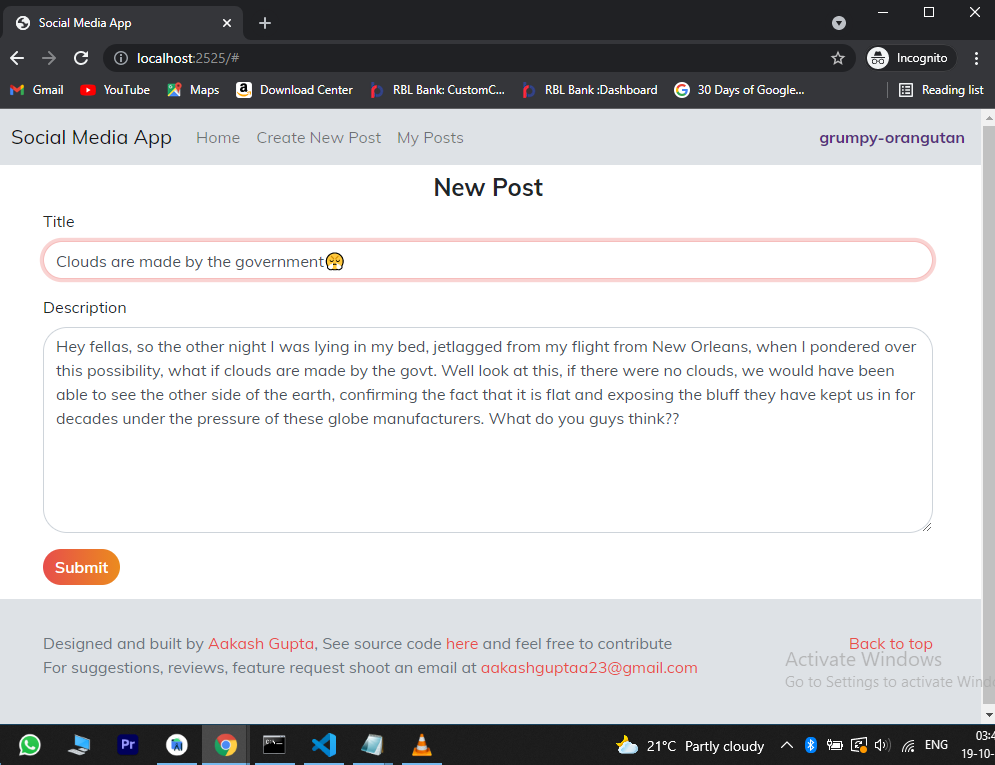 Social Media App
localhost:2525/#
Incognito
Gmail YouTube Maps Download Center RBL Bank: CustomC... RBL Bank :Dashboard 30 Days of Google... Reading list
Social Media App Home Create New Post My Posts grumpy-orangutan
New Post
Title
Clouds are made by the government
Description
Hey fellas, so the other night I was lying in my bed, jetlagged from my flight from New Orleans, when I pondered over
this possibility, what if clouds are made by the govt. Well look at this, if there were no clouds, we would have been
able to see the other side of the earth, confirming the fact that it is flat and exposing the bluff they have kept us in for
decades under the pressure of these globe manufacturers. What do you guys think??
Submit
Designed and built by Aakash Gupta, See source code here and feel free to contribute Back to top
For suggestions, reviews, feature request shoot an email at aakashguptaa23@gmail.com
Activate Windows
Go to Settings to activate Wind
Pr
21°C Partly cloudy ENG 03:4
19-10-